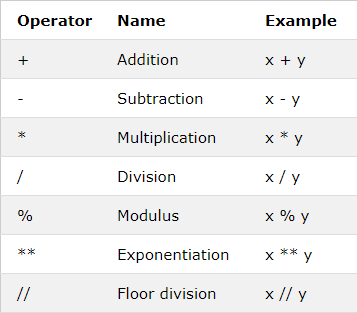 Operator Name Example
+ Addition x + y
- Subtraction x - y
* Multiplication x * y
/ Division x / y
% Modulus x % y
** Exponentiation x ** y
// Floor division x // y